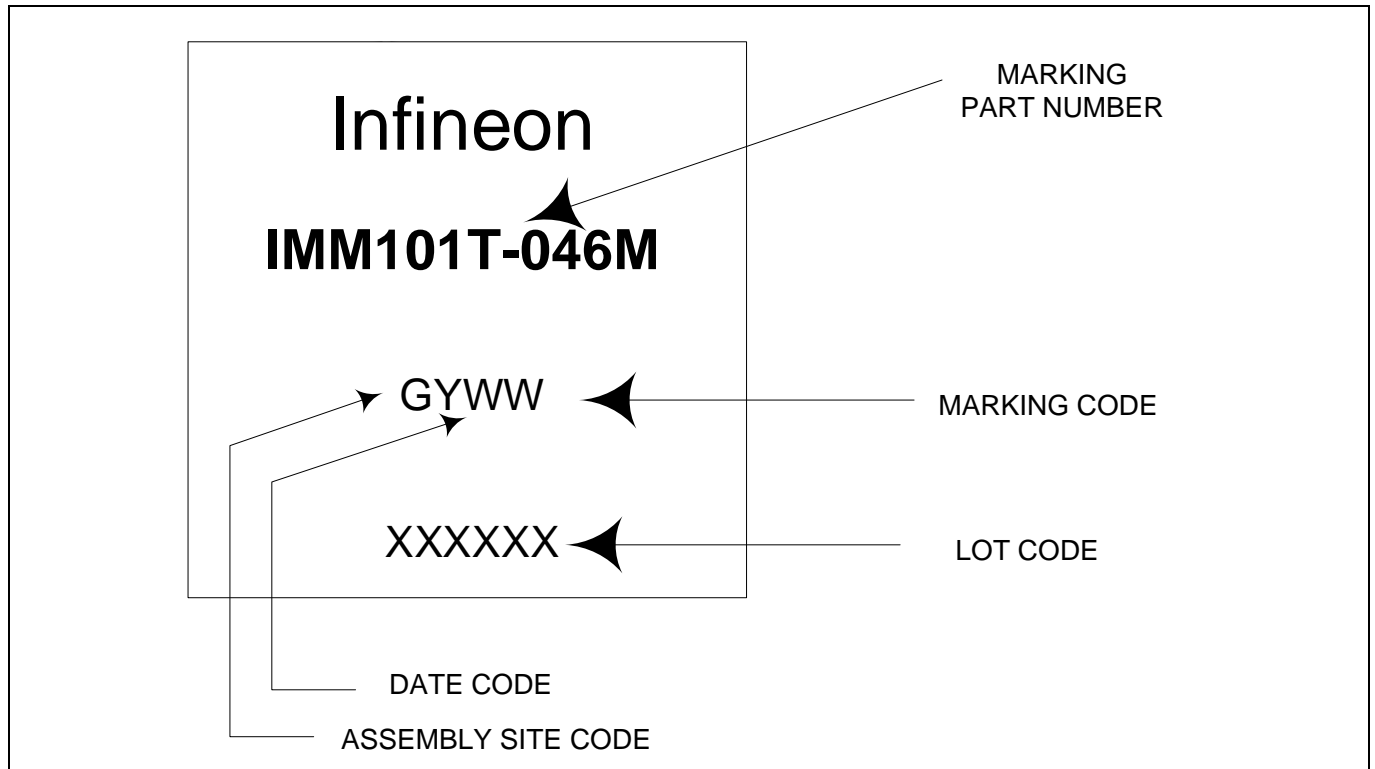 Infineon
MARKING
PART NUMBER
IMM101T-046M
GYWW
MARKING CODE
XXXXXX
LOT CODE
DATE CODE
ASSEMBLY SITE CODE